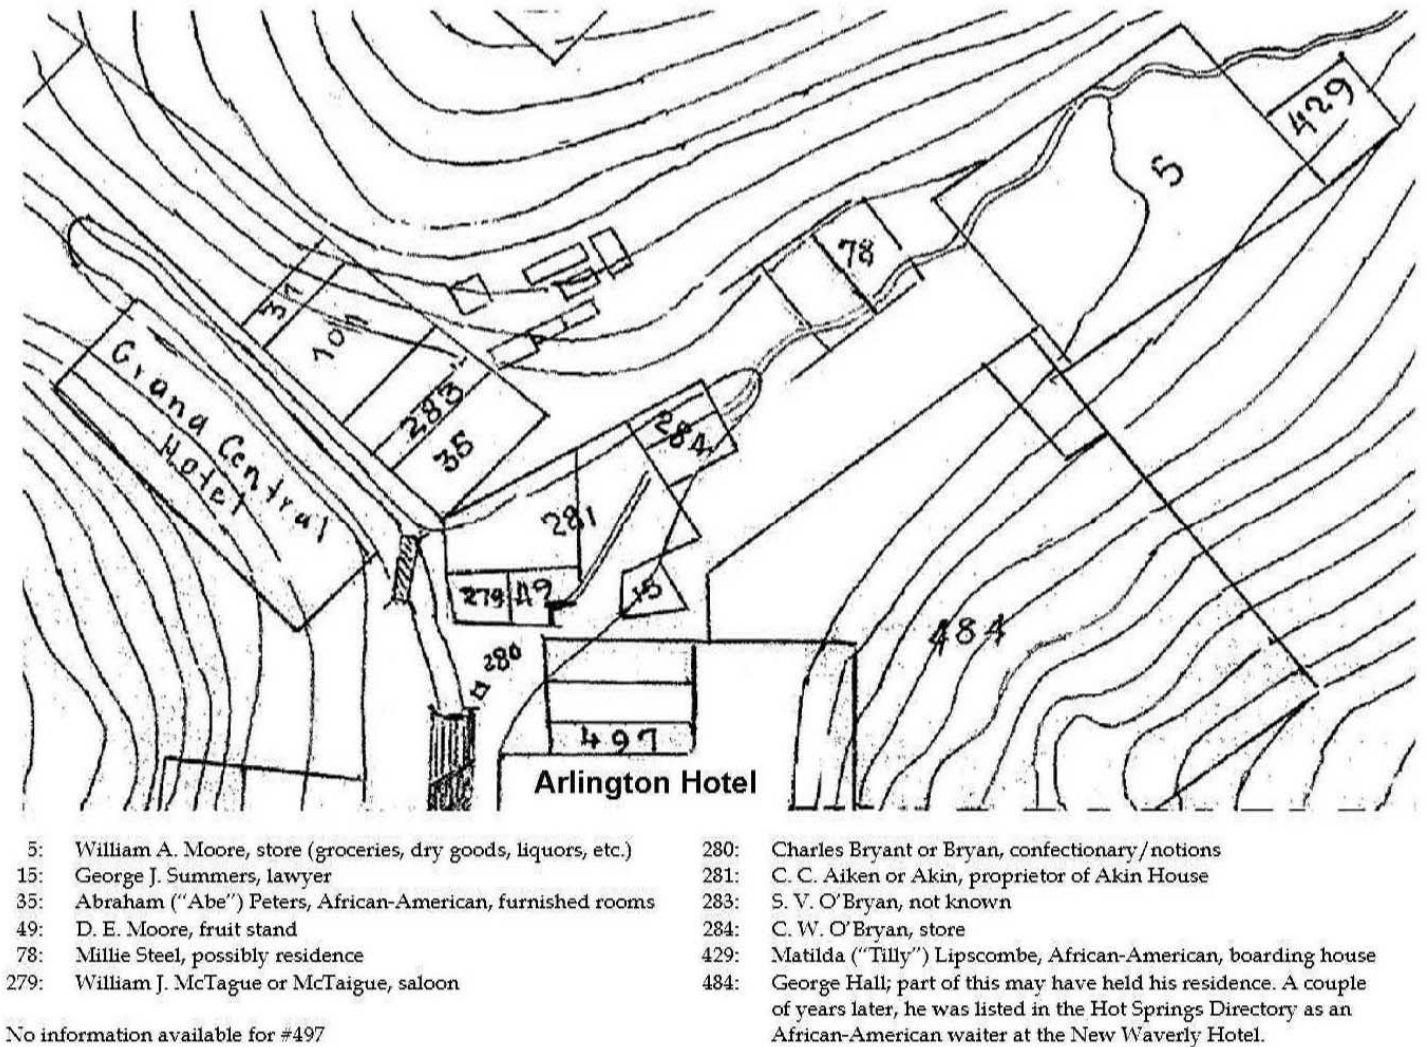 429
5
78
31
104
283
35
284
Grand Central
Hotel
281
279
49
15
280
484
497
Arlington Hotel
5: William A. Moore, store (groceries, dry goods, liquors, etc.)
15: George J. Summers, lawyer
35: Abraham ("Abe") Peters, African-American, furnished rooms
49: D. E. Moore, fruit stand
78: Millie Steel, possibly residence
279: William J. McTague or McTaigue, saloon
No information available for #497
280: Charles Bryant or Bryan, confectionary/notions
281: C. C. Aiken or Akin, proprietor of Akin House
283: S. V. O'Bryan, not known
284: C. W. O'Bryan, store
429: Matilda ("Tilly") Lipscombe, African-American, boarding house
484: George Hall; part of this may have held his residence. A couple
of years later, he was listed in the Hot Springs Directory as an
African-American waiter at the New Waverly Hotel.